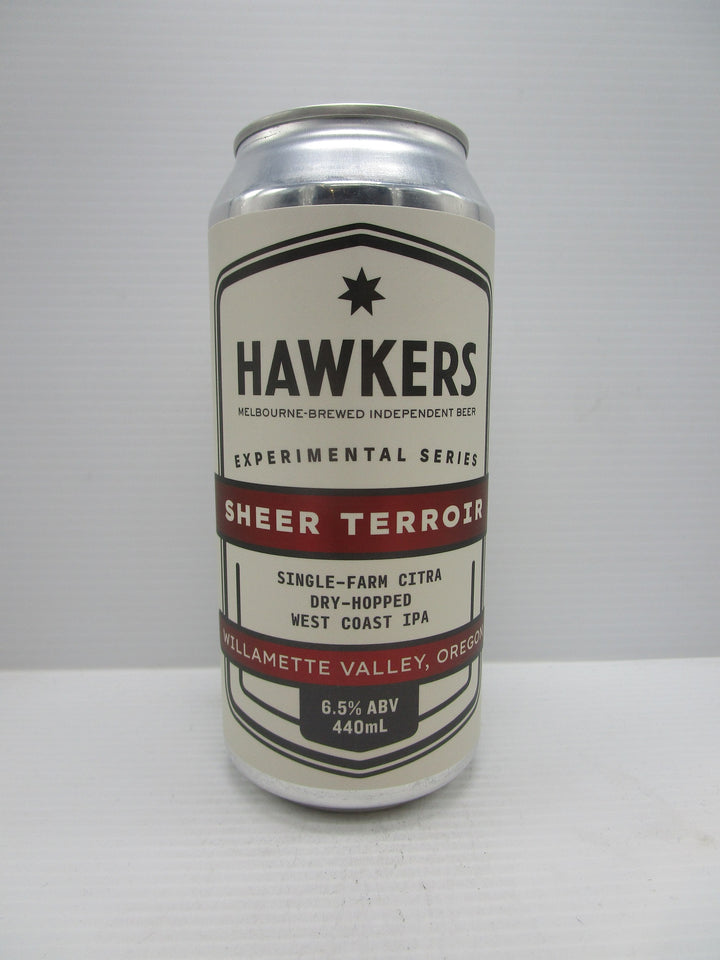 HAWKERS
MELBOURNE-BREWED INDEPENDENT BEER
EXPERIMENTAL SERIES
SHEER TERROIR
SINGLE-FARM CITRA
DRY-HOPPED
WEST COAST IPA
WILLAMETTE VALLEY, OREGON
6.5% ABV
440mL